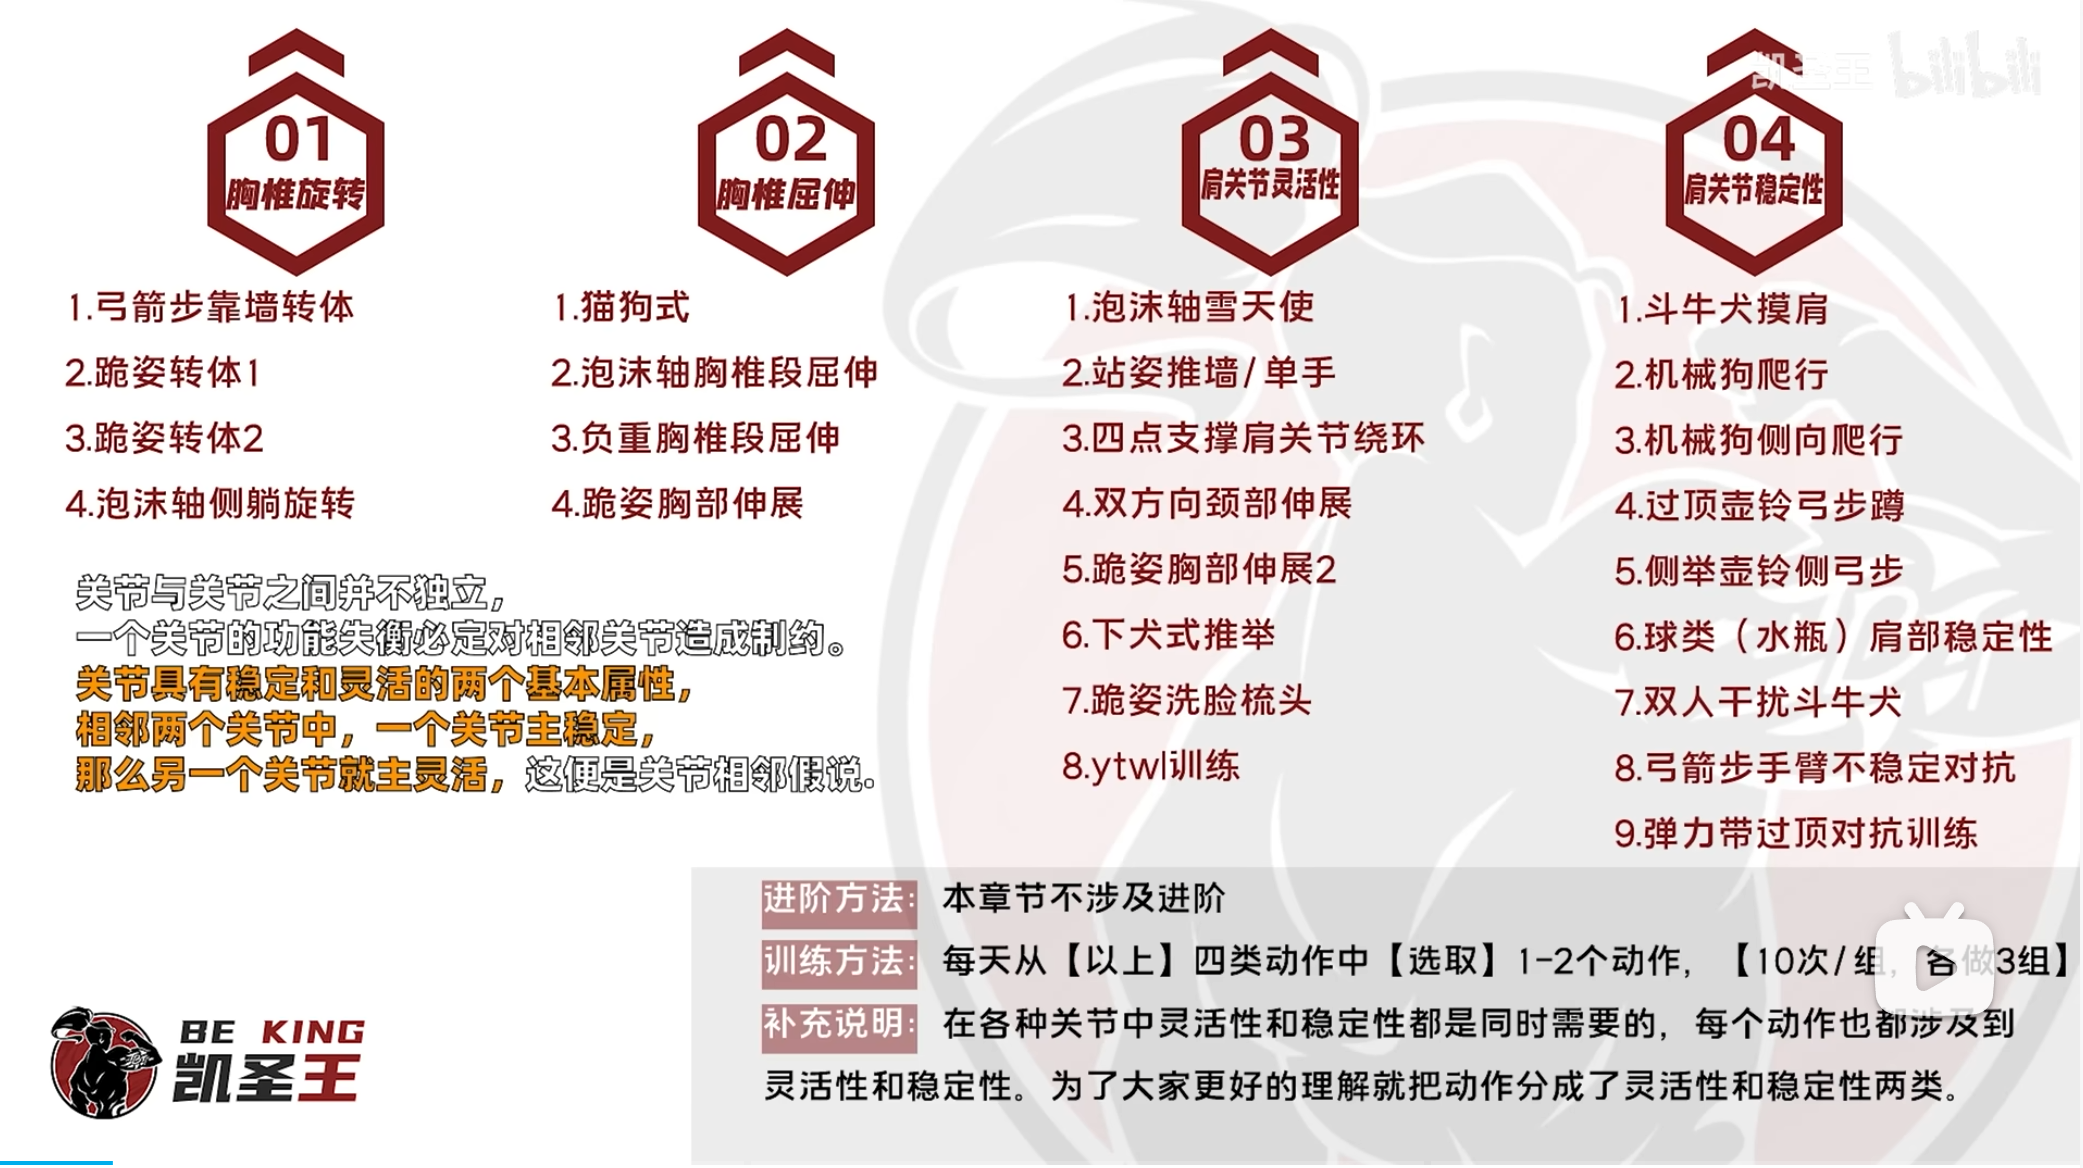 凯圣王 bilibili
01
胸椎旋转
1.弓箭步靠墙转体
2.跪姿转体1
3.跪姿转体2
4.泡沫轴侧躺旋转
02
胸椎屈伸
1.猫狗式
2.泡沫轴胸椎段屈伸
3.负重胸椎段屈伸
4.跪姿胸部伸展
03
肩关节灵活性
1.泡沫轴雪天使
2.站姿推墙/单手
3.四点支撑肩关节绕环
4.双方向颈部伸展
5.跪姿胸部伸展2
6.下犬式推举
7.跪姿洗脸梳头
8.ytwl训练
04
肩关节稳定性
1.斗牛犬摸肩
2.机械狗爬行
3.机械狗侧向爬行
4.过顶壶铃弓步蹲
5.侧举壶铃侧弓步
6.球类（水瓶）肩部稳定性
7.双人干扰斗牛犬
8.弓箭步手臂不稳定对抗
9.弹力带过顶对抗训练
关节与关节之间并不独立，
一个关节的功能失衡必定对相邻关节造成制约。
关节具有稳定和灵活的两个基本属性，
相邻两个关节中，一个关节主稳定，
那么另一个关节就主灵活，这便是关节相邻假说.
进阶方法： 本章节不涉及进阶
训练方法： 每天从【以上】四类动作中【选取】1-2个动作，【10次/组，各做3组】
补充说明： 在各种关节中灵活性和稳定性都是同时需要的，每个动作也都涉及到
灵活性和稳定性。为了大家更好的理解就把动作分成了灵活性和稳定性两类。
BE KING
凯圣王